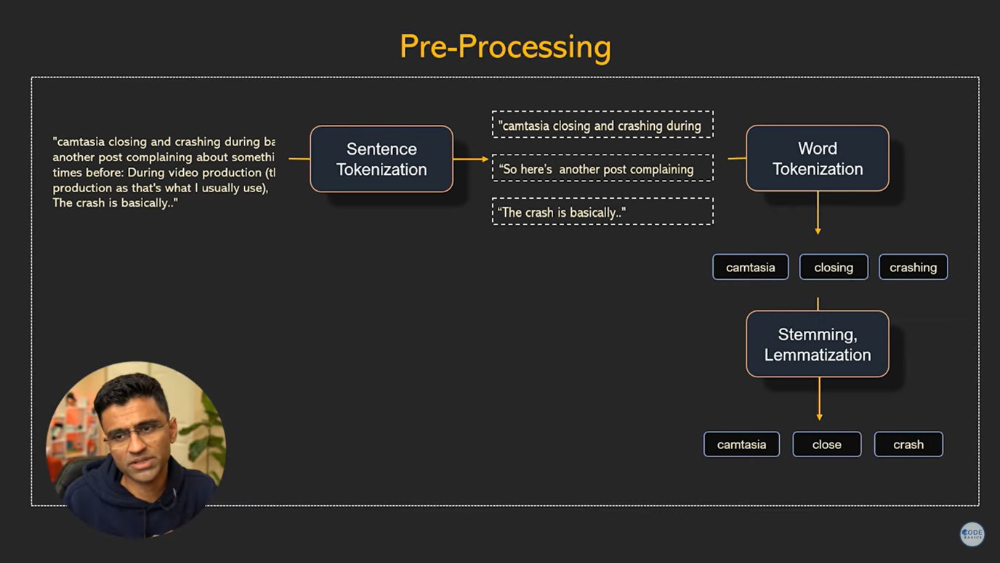 Pre-Processing
"camtasia closing and crashing during ba
another post complaining about somethi
times before: During video production (tl
production as that's what I usually use),
The crash is basically.."
Sentence
Tokenization
"camtasia closing and crashing during
“So here's  another post complaining
“The crash is basically.."
Word
Tokenization
camtasia
closing
crashing
Stemming,
Lemmatization
camtasia
close
crash
CODE
BASICS